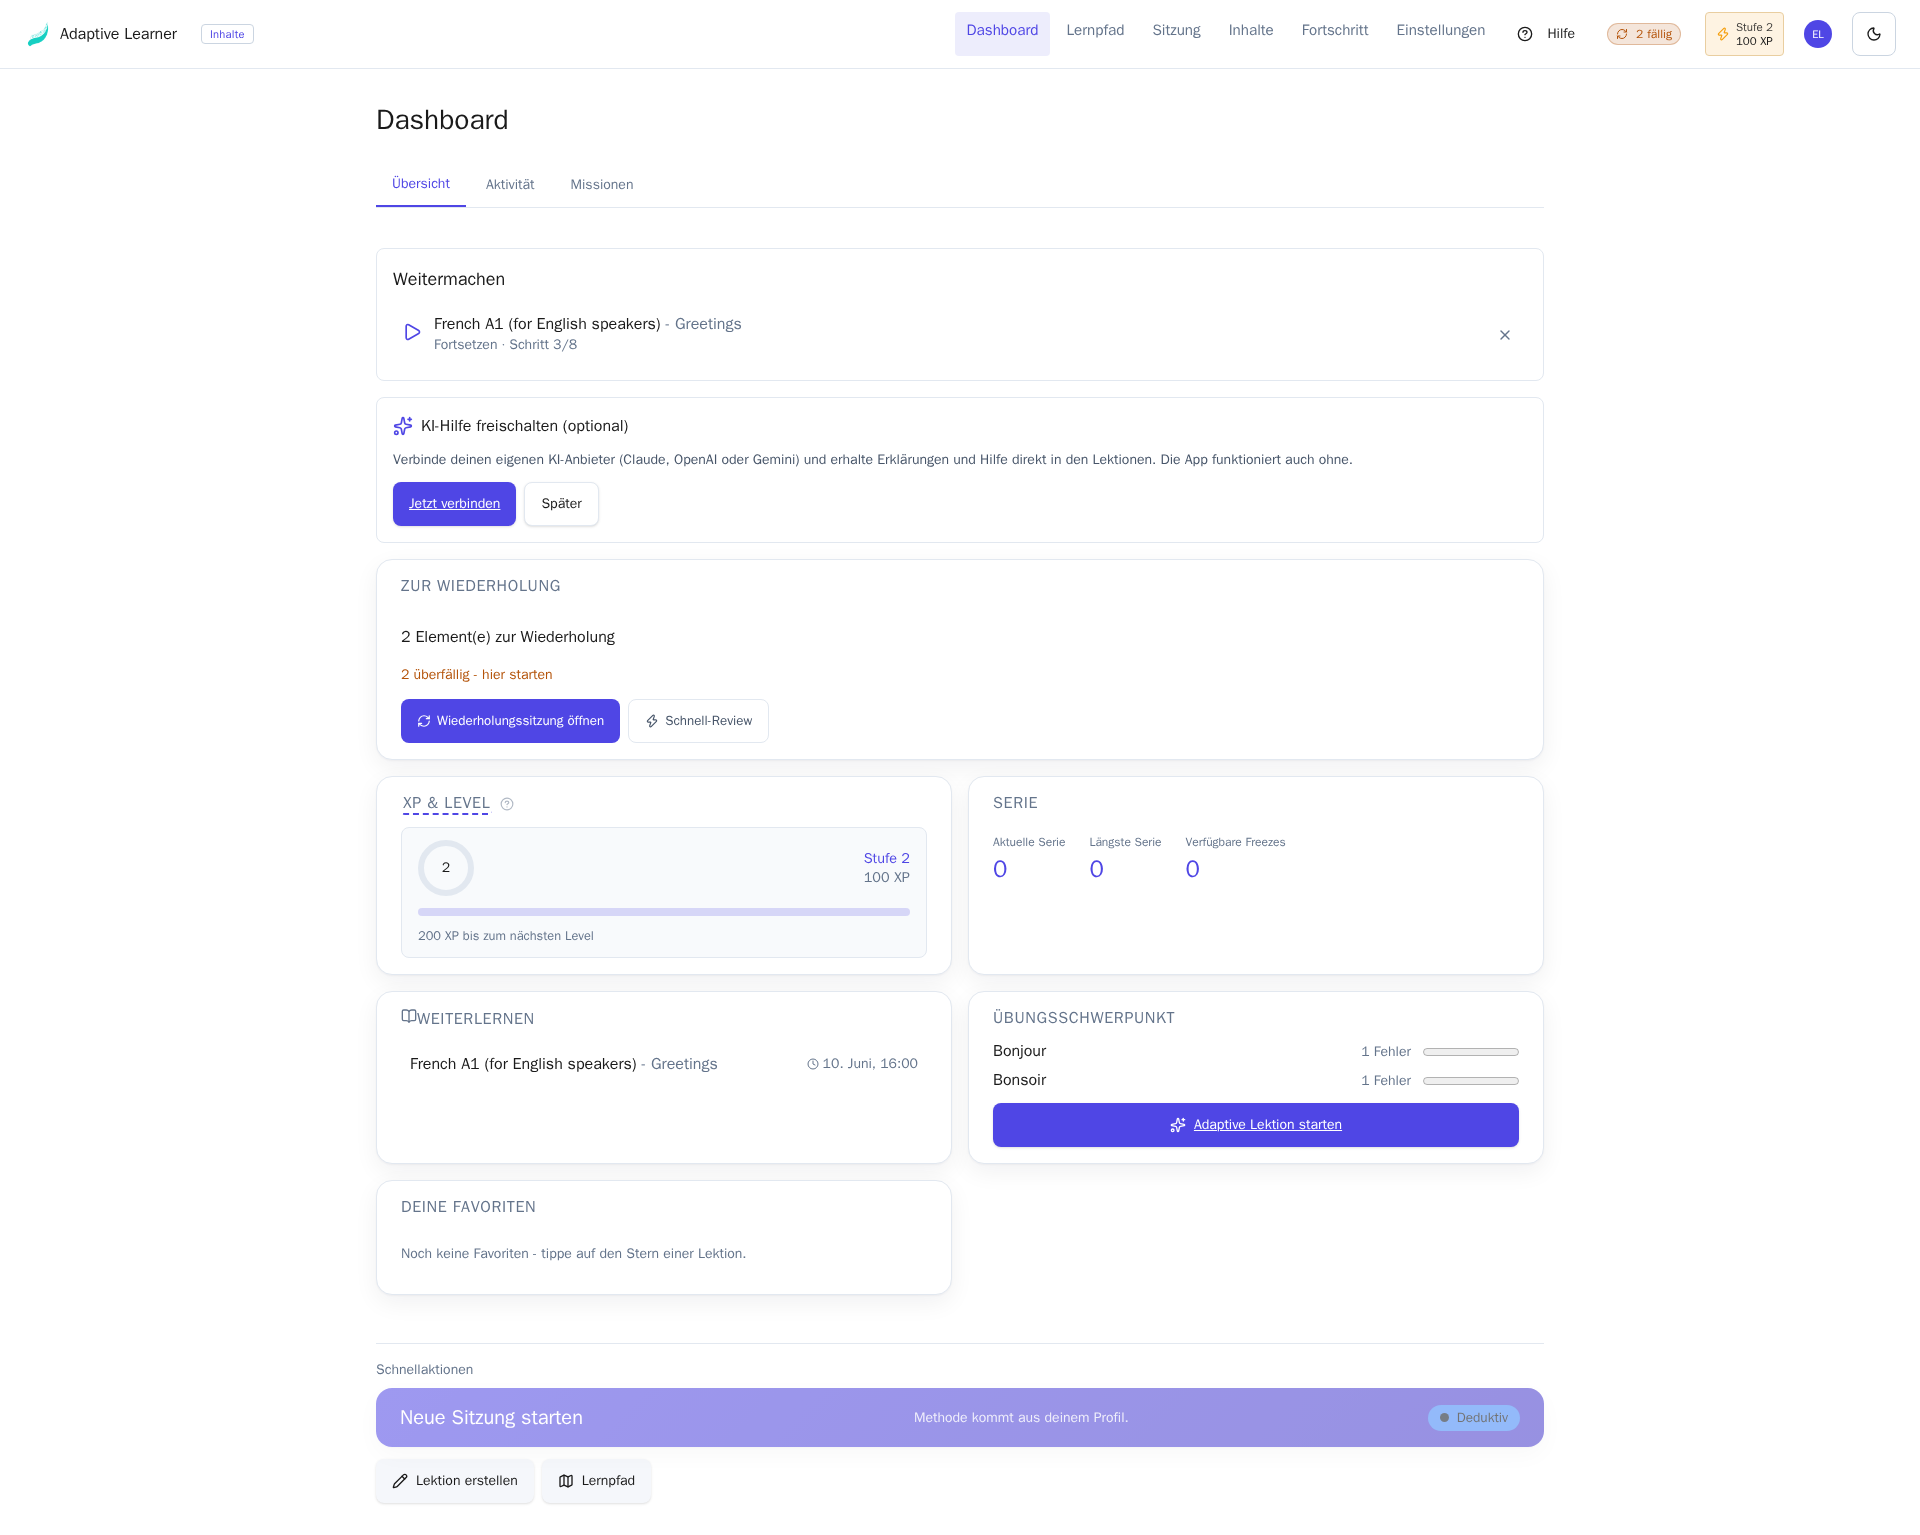 Adaptive Learner
Inhalte
Dashboard
Lernpfad
Sitzung
Inhalte
Fortschritt
Einstellungen
Hilfe
2 fällig
Stufe 2
100 XP
EL
Dashboard
Übersicht
Aktivität
Missionen
Weitermachen
French A1 (for English speakers) - Greetings
Fortsetzen · Schritt 3/8
KI-Hilfe freischalten (optional)
Verbinde deinen eigenen KI-Anbieter (Claude, OpenAI oder Gemini) und erhalte Erklärungen und Hilfe direkt in den Lektionen. Die App funktioniert auch ohne.
Jetzt verbinden
Später
ZUR WIEDERHOLUNG
2 Element(e) zur Wiederholung
2 überfällig - hier starten
Wiederholungssitzung öffnen
Schnell-Review
XP & LEVEL
2
Stufe 2
100 XP
200 XP bis zum nächsten Level
SERIE
Aktuelle Serie
0
Längste Serie
0
Verfügbare Freezes
0
WEITERLERNEN
French A1 (for English speakers) - Greetings
10. Juni, 16:00
ÜBUNGSSCHWERPUNKT
Bonjour
1 Fehler
Bonsoir
1 Fehler
Adaptive Lektion starten
DEINE FAVORITEN
Noch keine Favoriten - tippe auf den Stern einer Lektion.
Schnellaktionen
Neue Sitzung starten
Methode kommt aus deinem Profil.
Deduktiv
Lektion erstellen
Lernpfad